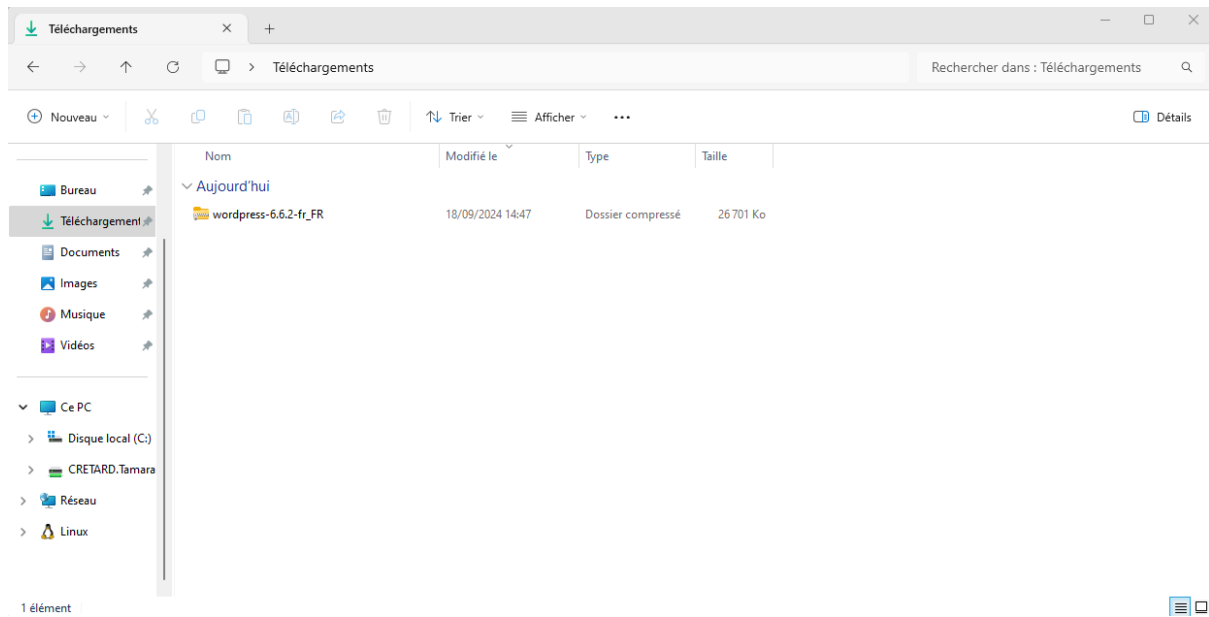 Téléchargements
Téléchargements
Rechercher dans : Téléchargements
Nouveau
Trier
Afficher
Détails
Nom Modifié le Type Taille
Bureau
Téléchargement
Documents
Images
Musique
Vidéos
Ce PC
Disque local (C:)
CRETARD.Tamara
Réseau
Linux
Aujourd'hui
wordpress-6.6.2-fr_FR 18/09/2024 14:47 Dossier compressé 26 701 Ko
1 élément